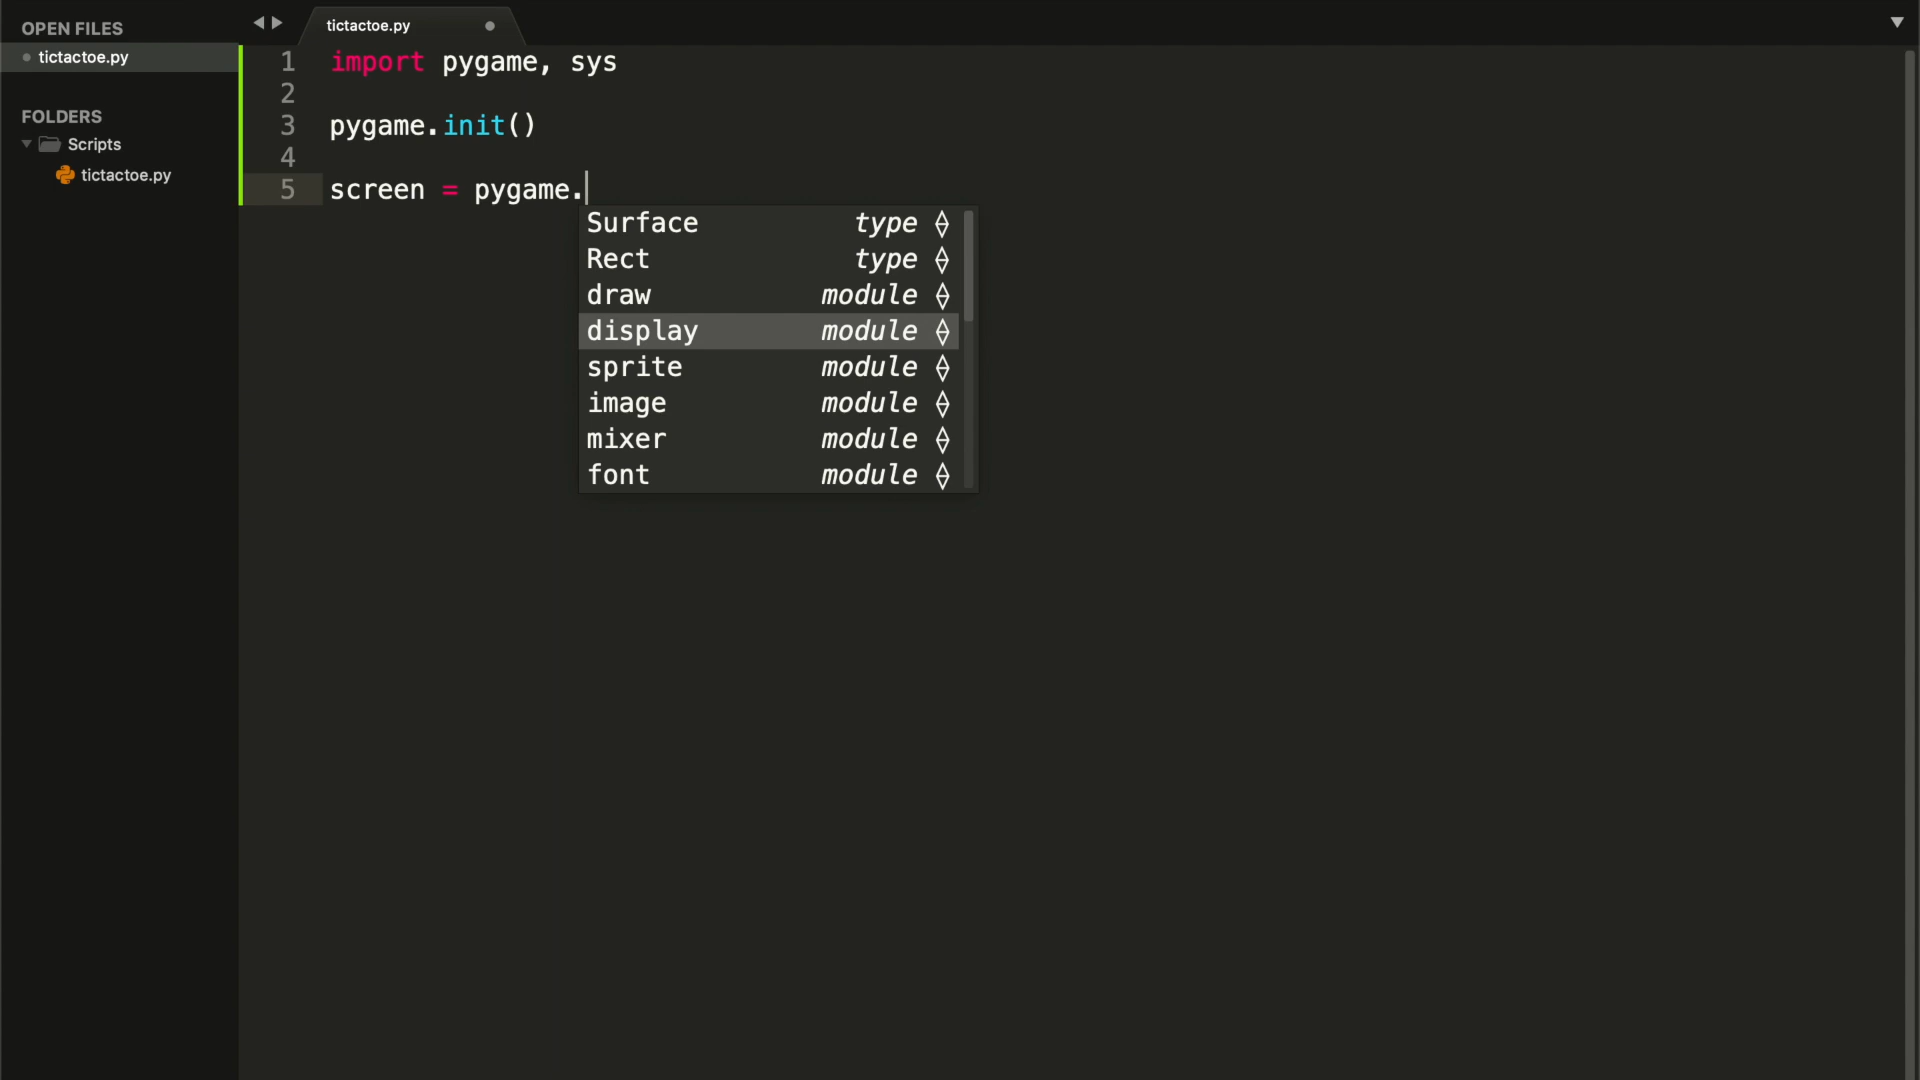 OPEN FILES
tictactoe.py
FOLDERS
Scripts
tictactoe.py
tictactoe.py
1 import pygame, sys
2
3 pygame.init()
4
5 screen = pygame.
Surface type
Rect type
draw module
display module
sprite module
image module
mixer module
font module